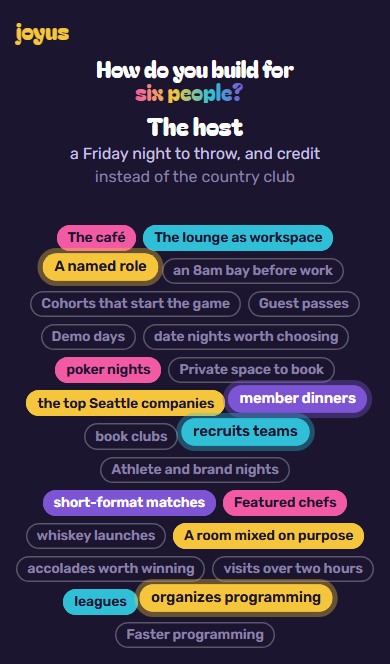 joyus
How do you build for
six people?
The host
a Friday night to throw, and credit
instead of the country club
The café
The lounge as workspace
A named role
an 8am bay before work
Cohorts that start the game
Guest passes
Demo days
date nights worth choosing
poker nights
Private space to book
the top Seattle companies
member dinners
book clubs
recruits teams
Athlete and brand nights
short-format matches
Featured chefs
whiskey launches
A room mixed on purpose
accolades worth winning
visits over two hours
leagues
organizes programming
Faster programming